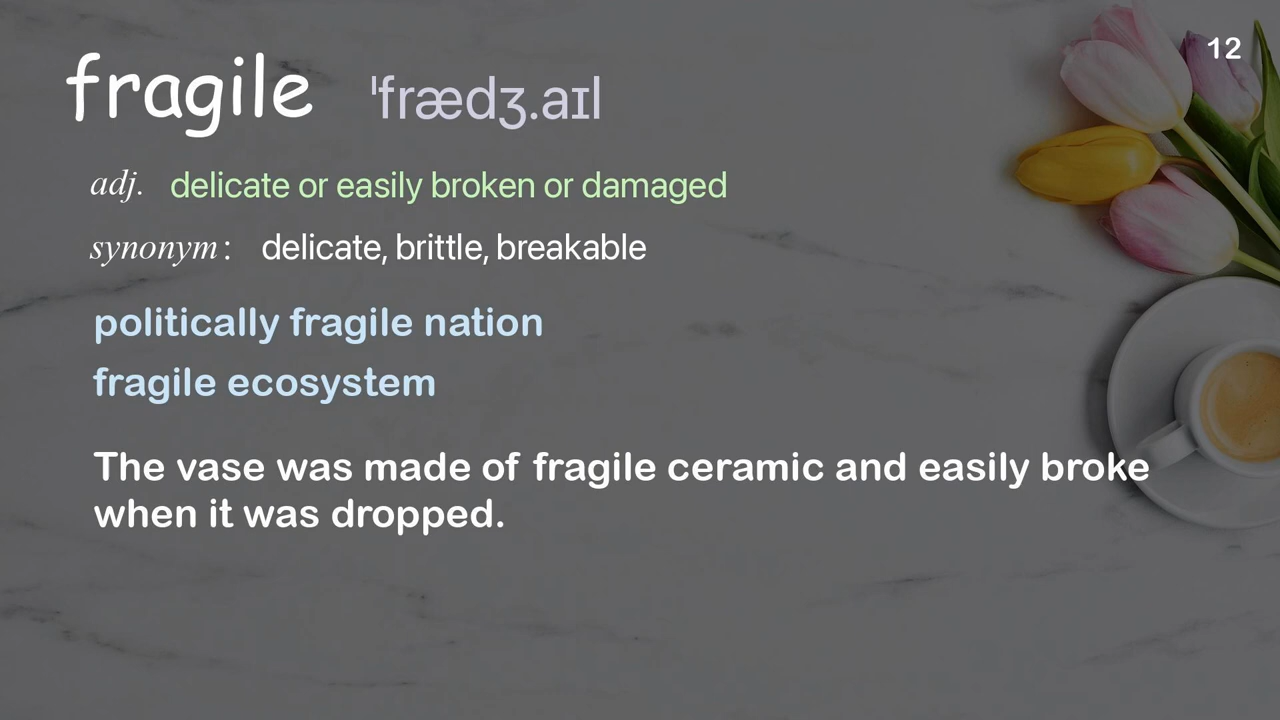 12
fragile ˈfrædʒ.aɪl
adj. delicate or easily broken or damaged
synonym: delicate, brittle, breakable
politically fragile nation
fragile ecosystem
The vase was made of fragile ceramic and easily broke
when it was dropped.